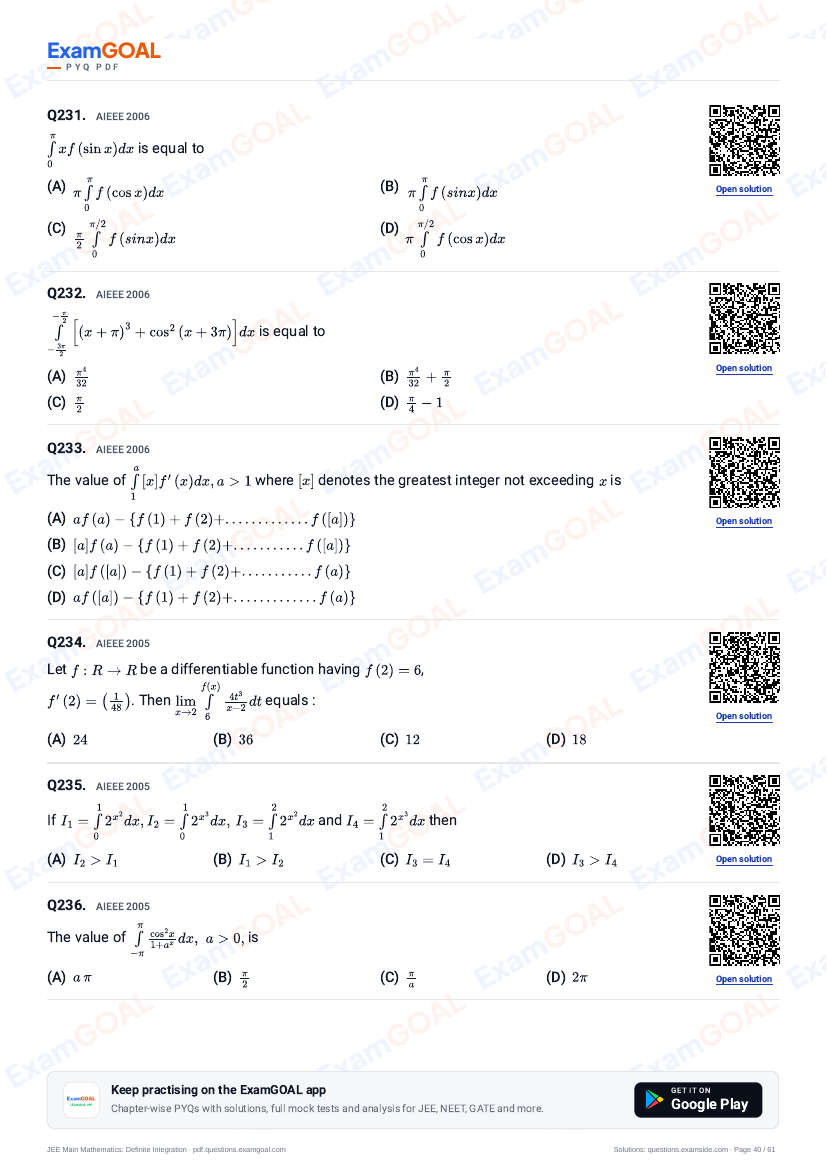 ExamGOAL
PYQ PDF
Q231. AIEEE 2006
∫₀^π x f (sin x)dx is equal to
(A) π ∫₀^π f (cos x)dx
(B) π ∫₀^π f (sinx)dx
(C) π/2 ∫₀^{π/2} f (sinx)dx
(D) π ∫₀^{π/2} f (cos x)dx
Open solution
Q232. AIEEE 2006
∫_{−3π/2}^{−π/2} [(x + π)³ + cos² (x + 3π)]dx is equal to
(A) π⁴/32
(B) π⁴/32 + π/2
(C) π/2
(D) π/4 − 1
Open solution
Q233. AIEEE 2006
The value of ∫₁^a [x]f′ (x)dx, a > 1 where [x] denotes the greatest integer not exceeding x is
(A) af (a) − {f (1) + f (2)+. . . . . . . . . . . . . f ([a])}
(B) [a]f (a) − {f (1) + f (2)+. . . . . . . . . . . f ([a])}
(C) [a]f ([a]) − {f (1) + f (2)+. . . . . . . . . . . f (a)}
(D) af ([a]) − {f (1) + f (2)+. . . . . . . . . . . . . f (a)}
Open solution
Q234. AIEEE 2005
Let f : R → R be a differentiable function having f (2) = 6,
f′ (2) = (1/48). Then lim_{x→2} ∫₆^{f(x)} 4t³/(x−2) dt equals :
(A) 24 (B) 36 (C) 12 (D) 18
Open solution
Q235. AIEEE 2005
If I₁ = ∫₀^1 2^{x²}dx, I₂ = ∫₀^1 2^{x³}dx, I₃ = ∫₁^2 2^{x²}dx and I₄ = ∫₁^2 2^{x³}dx then
(A) I₂ > I₁ (B) I₁ > I₂ (C) I₃ = I₄ (D) I₃ > I₄
Open solution
Q236. AIEEE 2005
The value of ∫_{−π}^π cos²x/(1+aˣ) dx, a > 0, is
(A) a π (B) π/2 (C) π/a (D) 2π
Open solution
ExamGOAL
Keep practising on the ExamGOAL app
Chapter-wise PYQs with solutions, full mock tests and analysis for JEE, NEET, GATE and more.
GET IT ON
Google Play
JEE Main Mathematics: Definite Integration · pdf.questions.examgoal.com
Solutions: questions.examside.com · Page 40 / 61